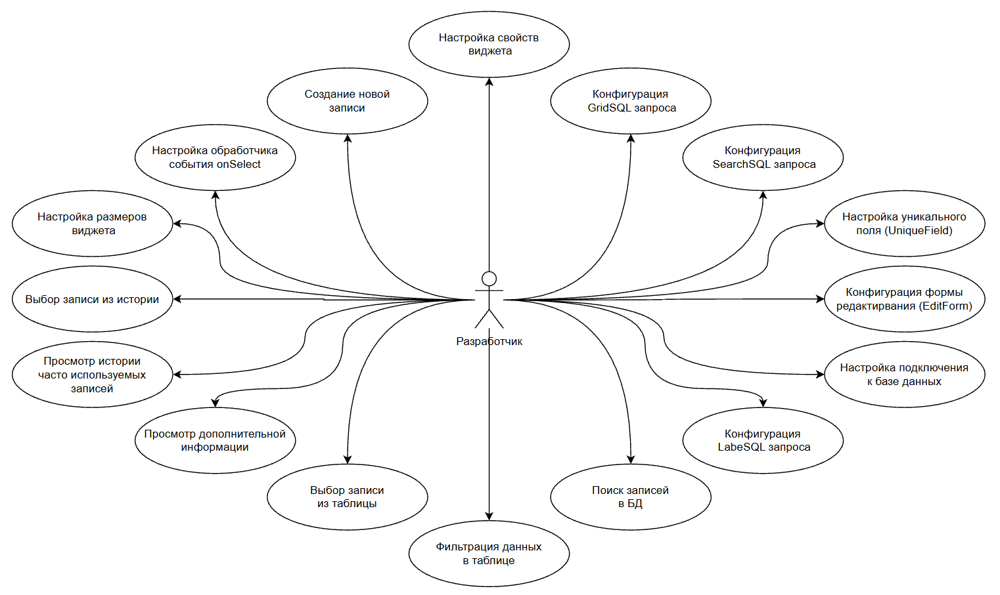 Настройка свойств
виджета
Создание новой
записи
Конфигурация
GridSQL запроса
Настройка обработчика
события onSelect
Конфигурация
SearchSQL запроса
Настройка размеров
виджета
Настройка уникального
поля (UniqueField)
Выбор записи из истории
Конфигурация формы
редактирвания (EditForm)
Разработчик
Просмотр истории
часто используемых
записей
Настройка подключения
к базе данных
Просмотр дополнительной
информации
Конфигурация
LabeSQL запроса
Выбор записи
из таблицы
Поиск записей
в БД
Фильтрация данных
в таблице